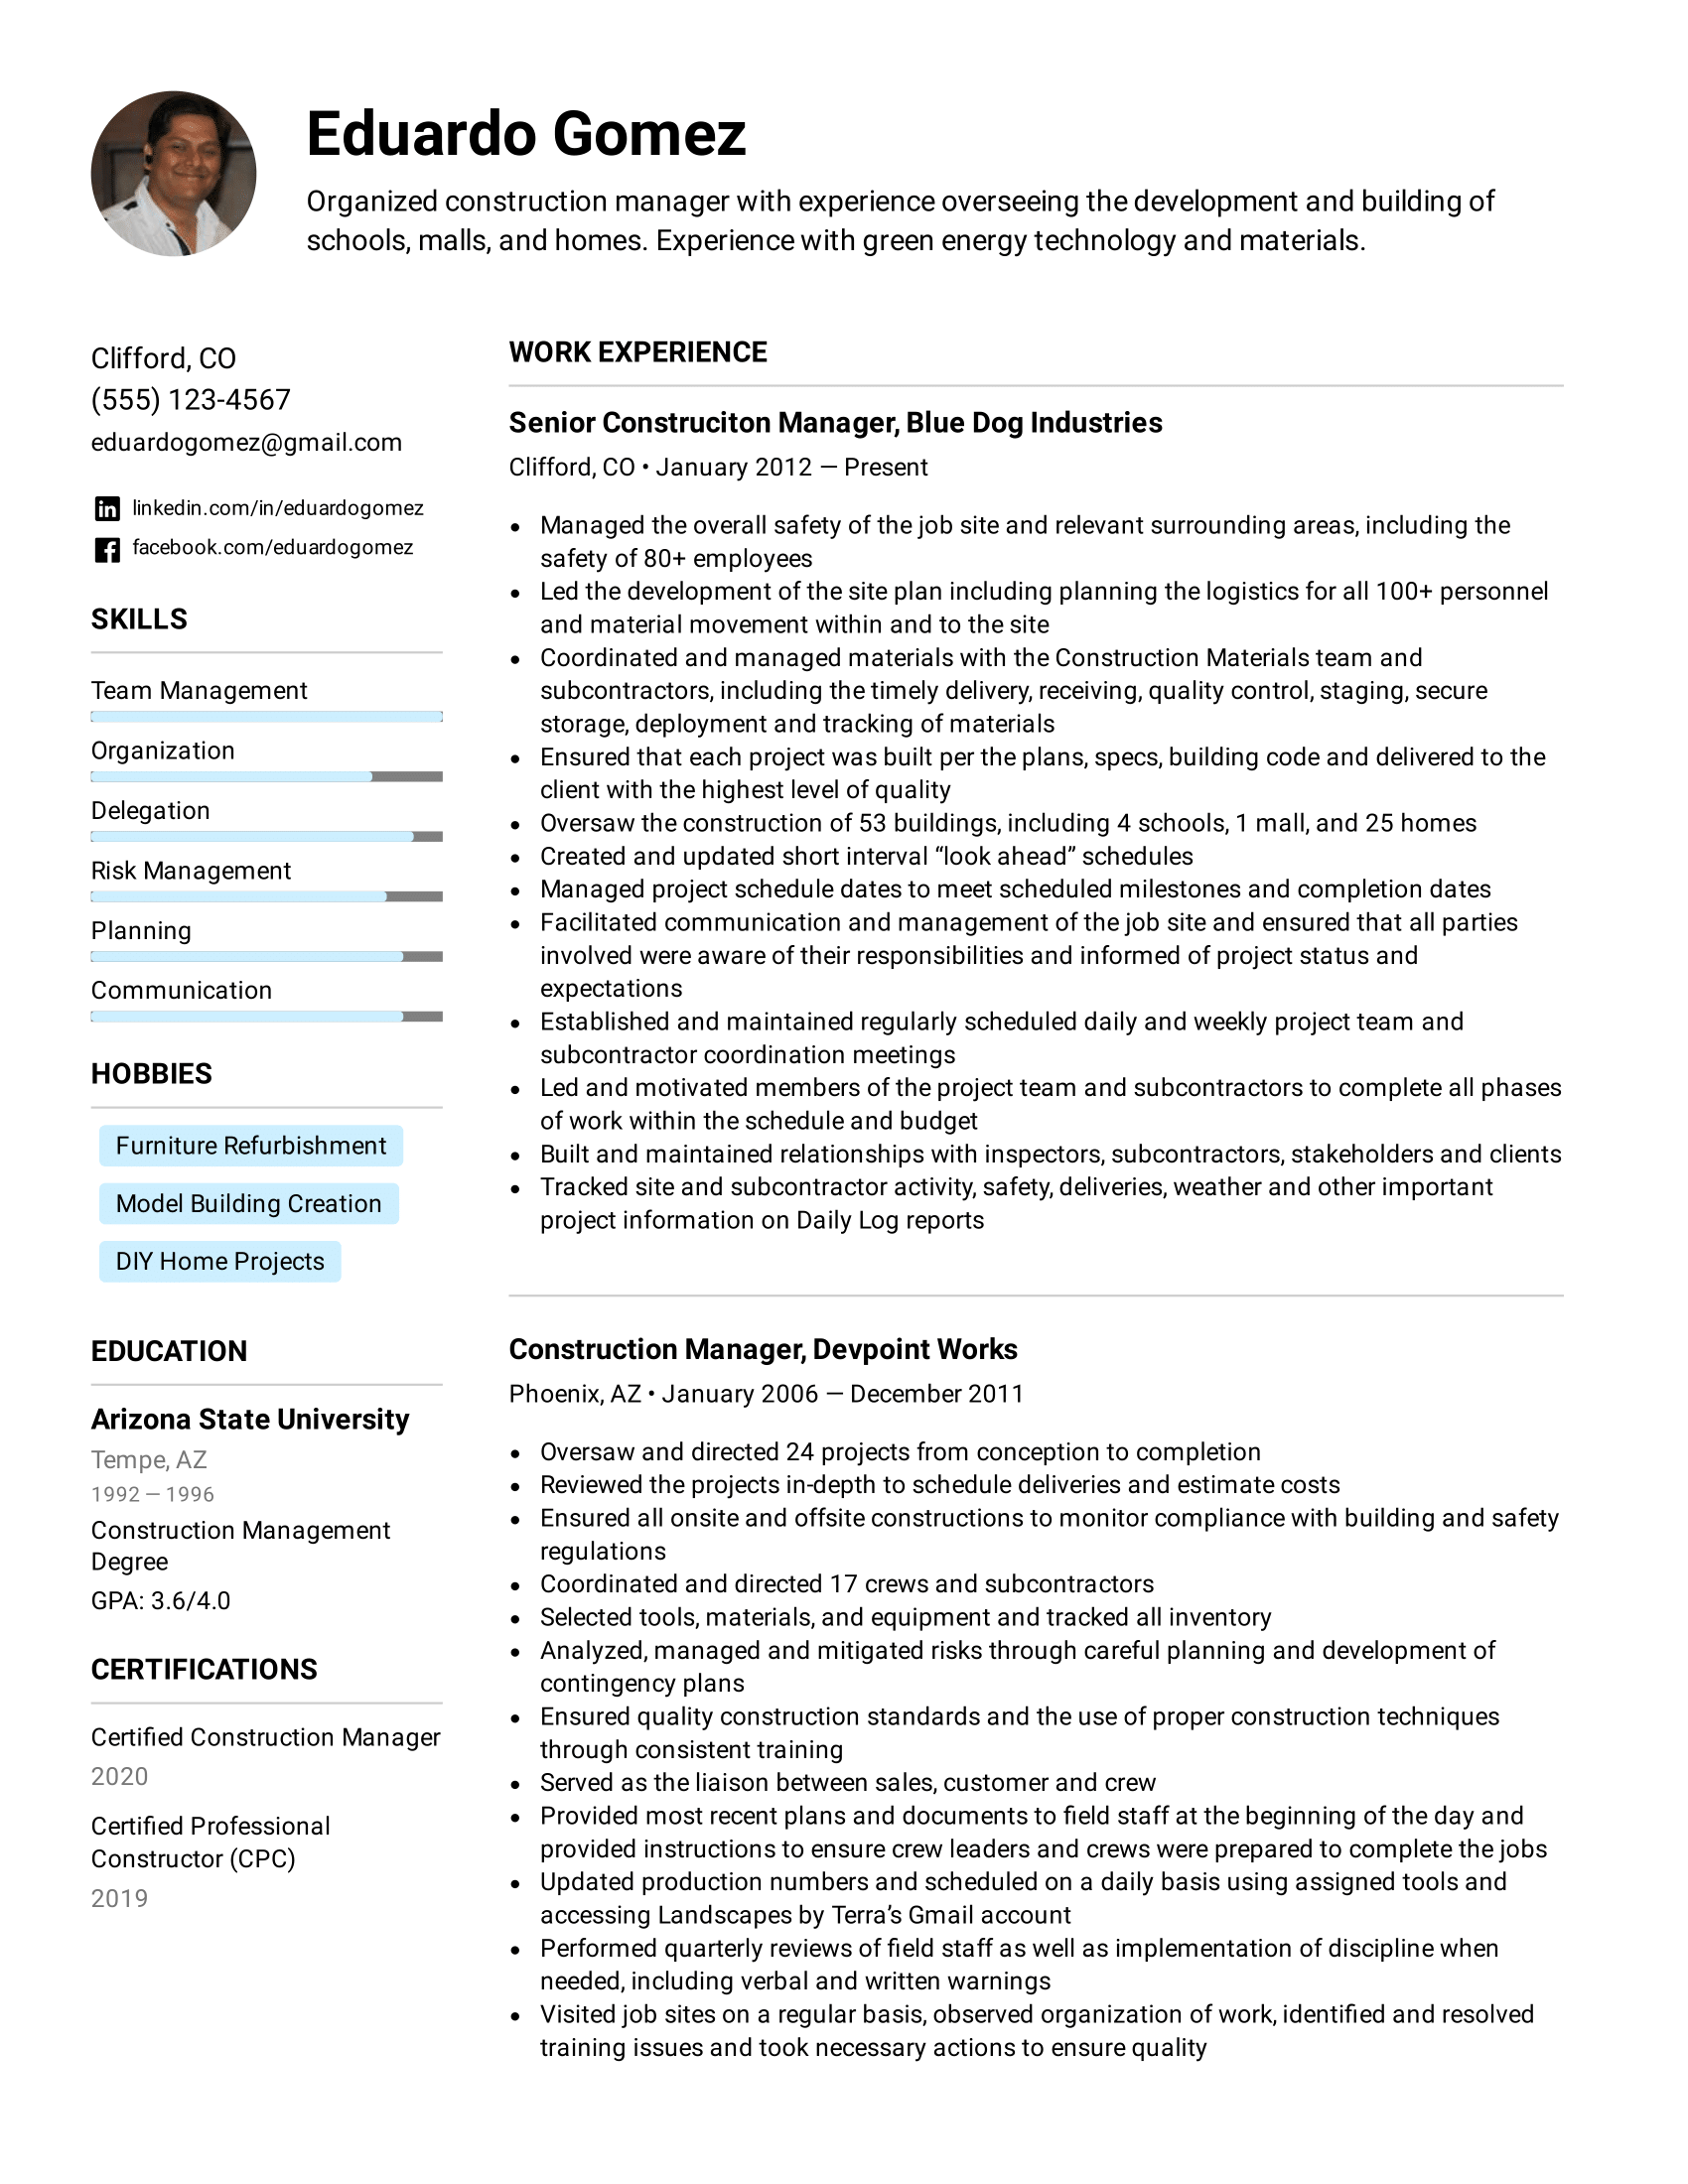 Eduardo Gomez
Organized construction manager with experience overseeing the development and building of
schools, malls, and homes. Experience with green energy technology and materials.
Clifford, CO
(555) 123-4567
eduardogomez@gmail.com
linkedin.com/in/eduardogomez
facebook.com/eduardogomez
SKILLS
Team Management
Organization
Delegation
Risk Management
Planning
Communication
HOBBIES
Furniture Refurbishment
Model Building Creation
DIY Home Projects
EDUCATION
Arizona State University
Tempe, AZ
1992 — 1996
Construction Management
Degree
GPA: 3.6/4.0
CERTIFICATIONS
Certified Construction Manager
2020
Certified Professional
Constructor (CPC)
2019
WORK EXPERIENCE
Senior Construciton Manager, Blue Dog Industries
Clifford, CO • January 2012 — Present
• Managed the overall safety of the job site and relevant surrounding areas, including the
safety of 80+ employees
• Led the development of the site plan including planning the logistics for all 100+ personnel
and material movement within and to the site
• Coordinated and managed materials with the Construction Materials team and
subcontractors, including the timely delivery, receiving, quality control, staging, secure
storage, deployment and tracking of materials
• Ensured that each project was built per the plans, specs, building code and delivered to the
client with the highest level of quality
• Oversaw the construction of 53 buildings, including 4 schools, 1 mall, and 25 homes
• Created and updated short interval “look ahead” schedules
• Managed project schedule dates to meet scheduled milestones and completion dates
• Facilitated communication and management of the job site and ensured that all parties
involved were aware of their responsibilities and informed of project status and
expectations
• Established and maintained regularly scheduled daily and weekly project team and
subcontractor coordination meetings
• Led and motivated members of the project team and subcontractors to complete all phases
of work within the schedule and budget
• Built and maintained relationships with inspectors, subcontractors, stakeholders and clients
• Tracked site and subcontractor activity, safety, deliveries, weather and other important
project information on Daily Log reports
Construction Manager, Devpoint Works
Phoenix, AZ • January 2006 — December 2011
• Oversaw and directed 24 projects from conception to completion
• Reviewed the projects in-depth to schedule deliveries and estimate costs
• Ensured all onsite and offsite constructions to monitor compliance with building and safety
regulations
• Coordinated and directed 17 crews and subcontractors
• Selected tools, materials, and equipment and tracked all inventory
• Analyzed, managed and mitigated risks through careful planning and development of
contingency plans
• Ensured quality construction standards and the use of proper construction techniques
through consistent training
• Served as the liaison between sales, customer and crew
• Provided most recent plans and documents to field staff at the beginning of the day and
provided instructions to ensure crew leaders and crews were prepared to complete the jobs
• Updated production numbers and scheduled on a daily basis using assigned tools and
accessing Landscapes by Terra’s Gmail account
• Performed quarterly reviews of field staff as well as implementation of discipline when
needed, including verbal and written warnings
• Visited job sites on a regular basis, observed organization of work, identified and resolved
training issues and took necessary actions to ensure quality